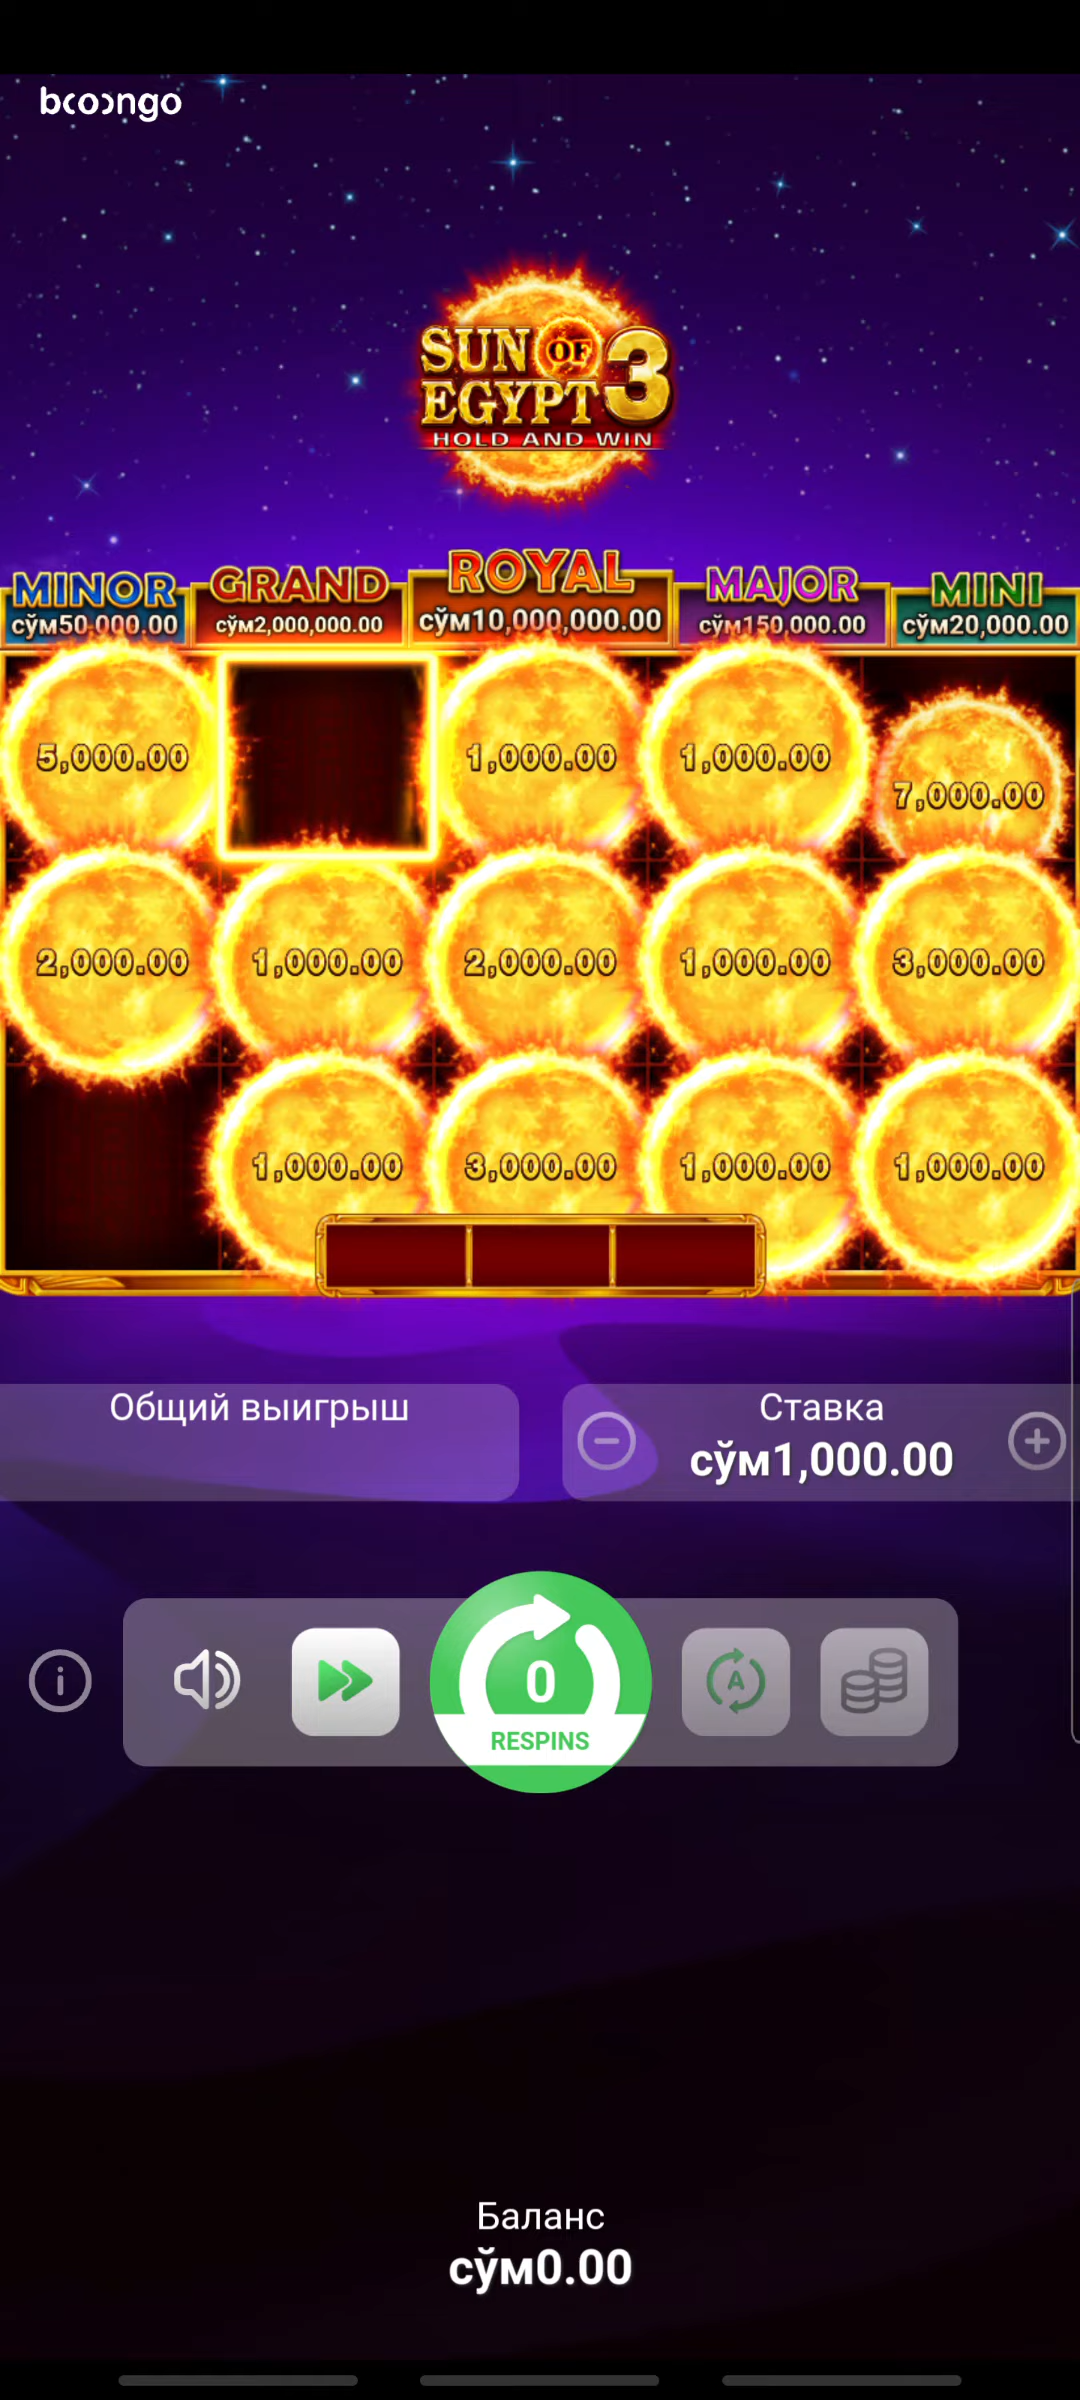 booongo
SUN OF
EGYPT 3
HOLD AND WIN
MINOR GRAND ROYAL MAJOR MINI
сўм50,000.00 сўм2,000,000.00 сўм10,000,000.00 сўм150,000.00 сўм20,000.00
5,000.00 1,000.00 1,000.00 7,000.00
2,000.00 1,000.00 2,000.00 1,000.00 3,000.00
1,000.00 3,000.00 1,000.00 1,000.00
Общий выигрыш
Ставка
сўм1,000.00
0
RESPINS
A
Баланс
сўм0.00